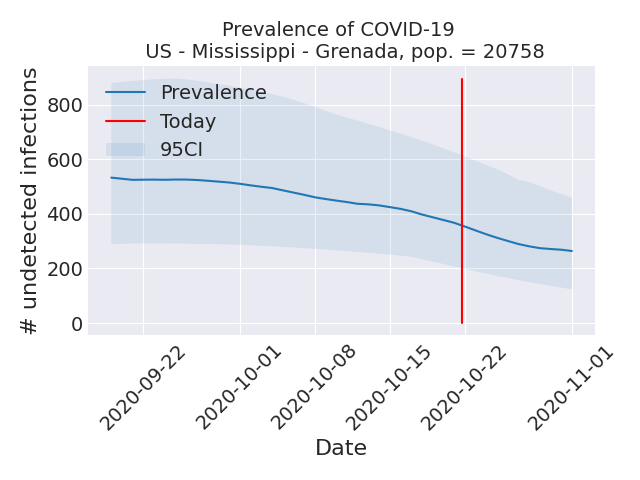 Prevalence of COVID-19
US - Mississippi - Grenada, pop. = 20758
# undetected infections
800
600
400
200
0
Prevalence
Today
95CI
2020-09-22
2020-10-01
2020-10-08
2020-10-15
2020-10-22
2020-11-01
Date